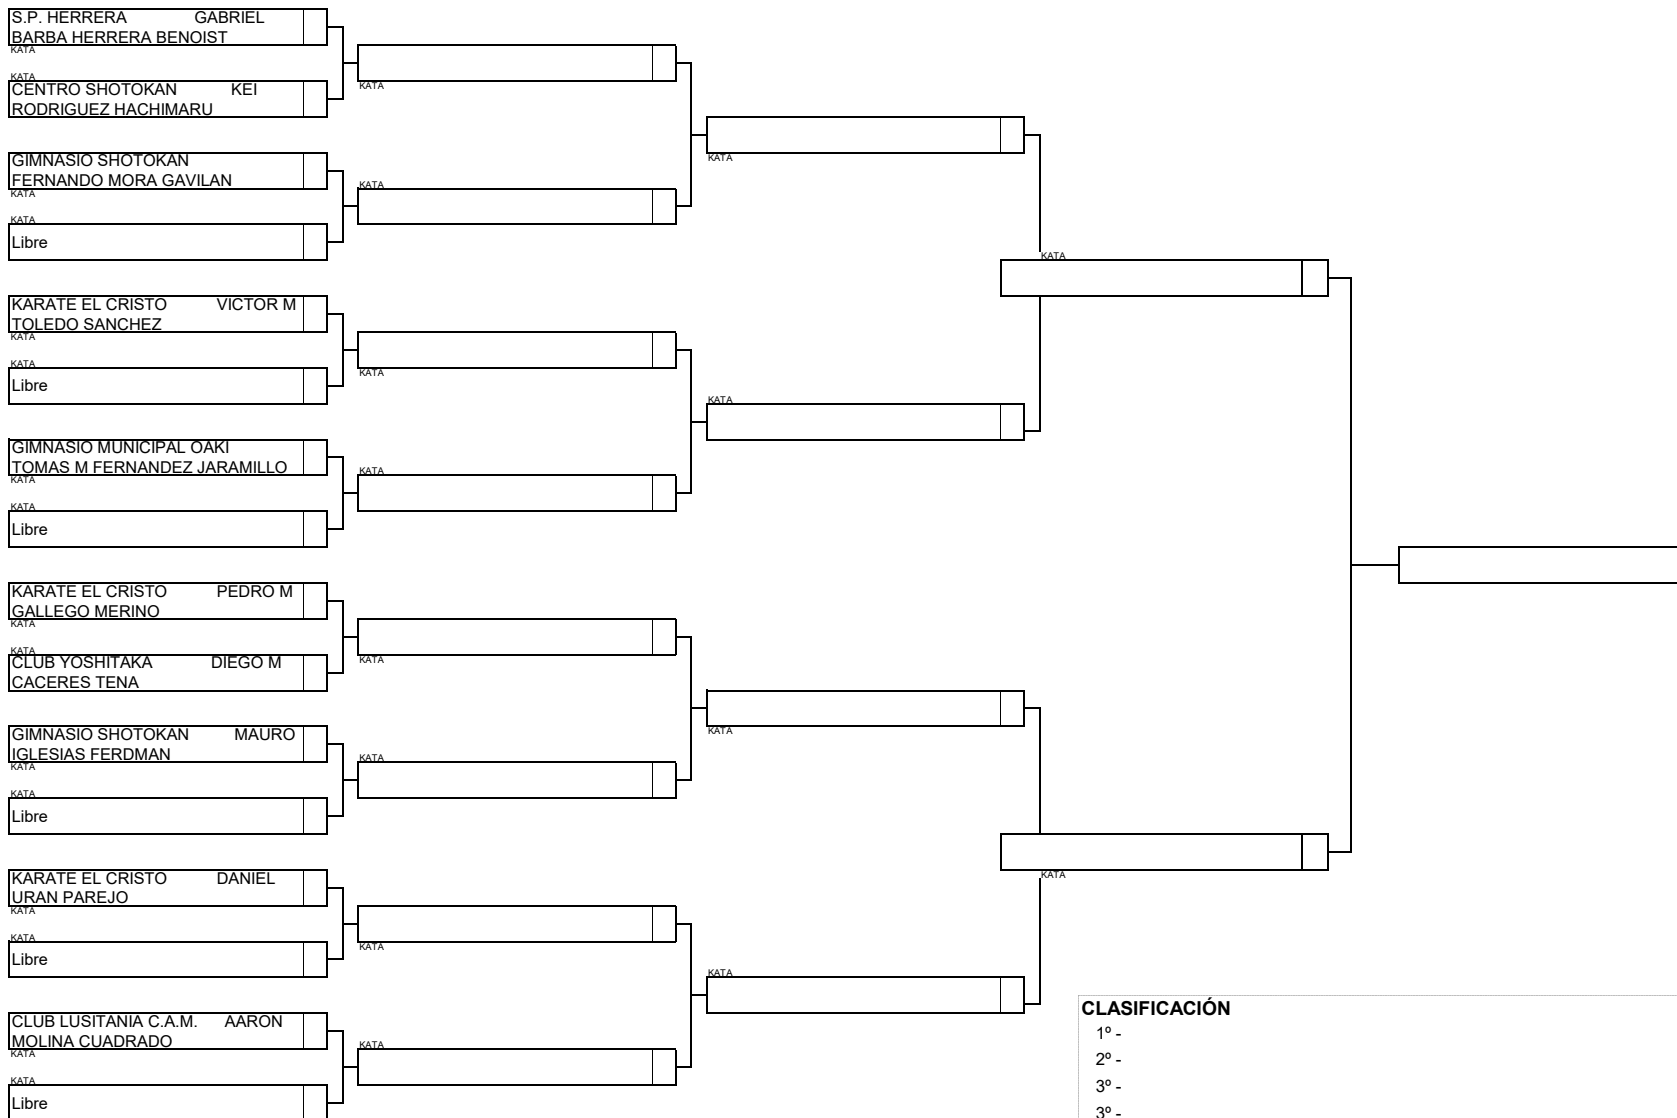 S.P. HERRERA GABRIEL
BARBA HERRERA BENOIST
KATA
KATA
KATA
CENTRO SHOTOKAN KEI
RODRIGUEZ HACHIMARU
KATA
GIMNASIO SHOTOKAN
FERNANDO MORA GAVILAN
KATA
KATA
KATA
Libre
KATA
KARATE EL CRISTO VICTOR M
TOLEDO SANCHEZ
KATA
KATA
KATA
Libre
KATA
GIMNASIO MUNICIPAL OAKI
TOMAS M FERNANDEZ JARAMILLO
KATA
KATA
KATA
Libre
KARATE EL CRISTO PEDRO M
GALLEGO MERINO
KATA
KATA
KATA
CLUB YOSHITAKA DIEGO M
CACERES TENA
KATA
GIMNASIO SHOTOKAN MAURO
IGLESIAS FERDMAN
KATA
KATA
KATA
Libre
KATA
KARATE EL CRISTO DANIEL
URAN PAREJO
KATA
KATA
KATA
Libre
KATA
CLUB LUSITANIA C.A.M. AARON
MOLINA CUADRADO
KATA
KATA
KATA
Libre
CLASIFICACIÓN
1º -
2º -
3º -
3º -